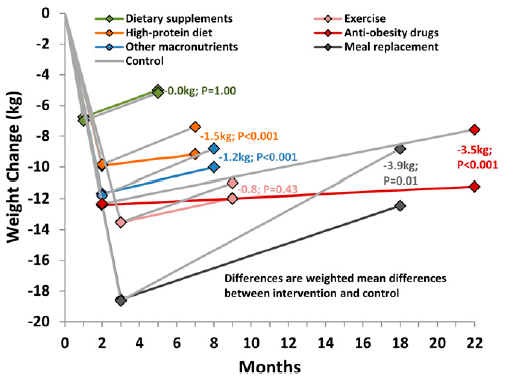 Dietary supplements
Exercise
High-protein diet
Anti-obesity drugs
Other macronutrients
Meal replacement
Control
Weight Change (kg)
0
-2
-4
-6
-8
-10
-12
-14
-16
-18
-20
-0.0kg; P=1.00
-1.5kg; P<0.001
-1.2kg; P<0.001
-0.8; P=0.43
-3.9kg;
P=0.01
-3.5kg;
P<0.001
Differences are weighted mean differences
between intervention and control
0 2 4 6 8 10 12 14 16 18 20 22
Months